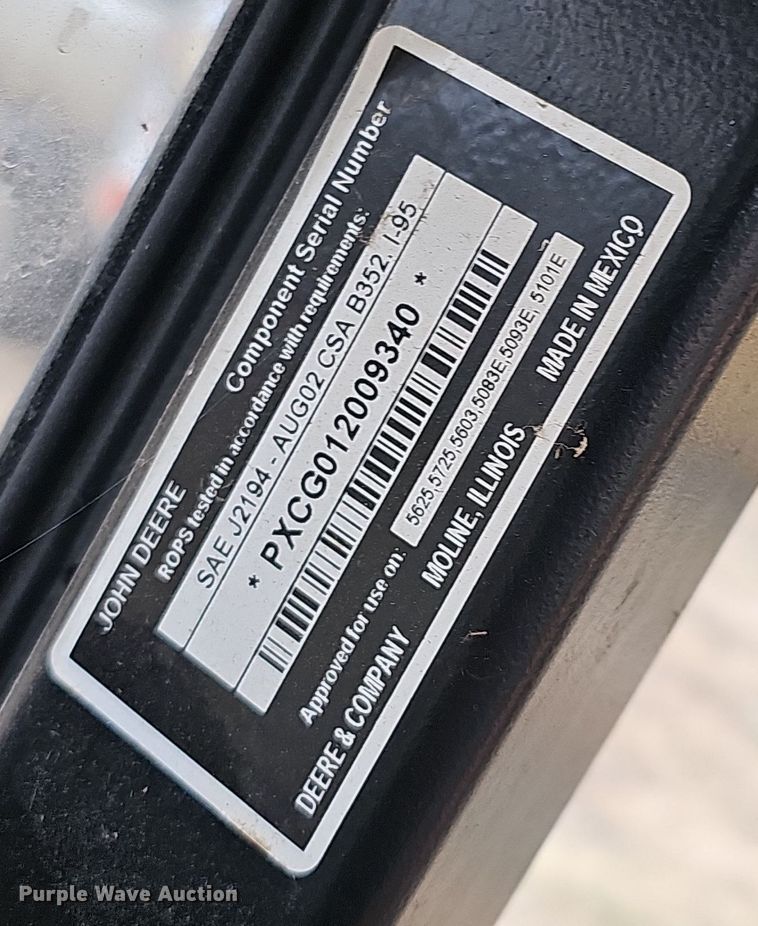 JOHN DEERE Component Serial Number
ROPS tested in accordance with requirements:
SAE J2194 - AUG02 CSA B352. I-95
* PXCG012009340 *
Approved for use on: 5625,5725,5603,5083E,5093E, 5101E
DEERE & COMPANY MOLINE, ILLINOIS MADE IN MEXICO
Purple Wave Auction